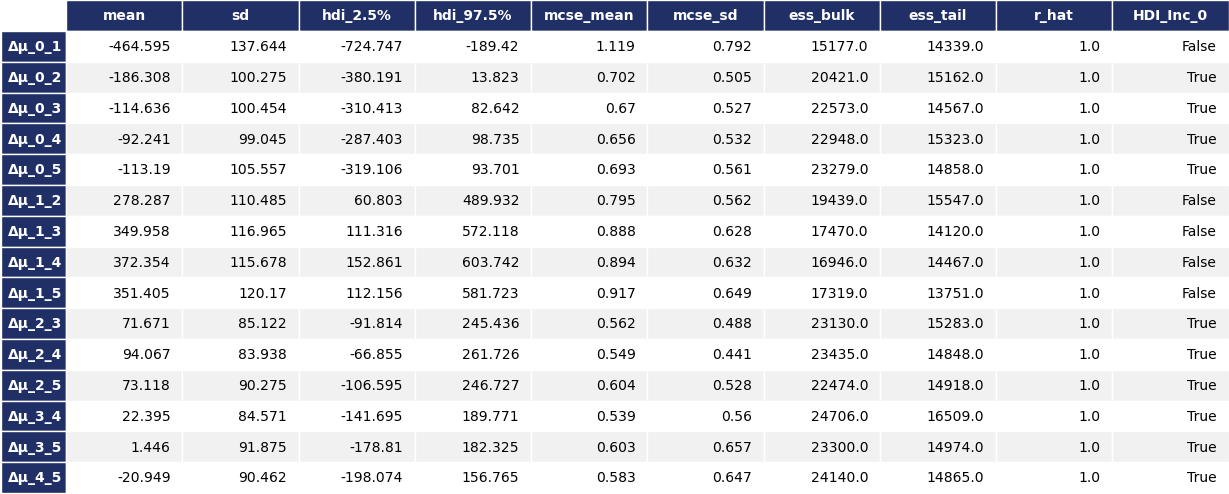 mean sd hdi_2.5% hdi_97.5% mcse_mean mcse_sd ess_bulk ess_tail r_hat HDI_Inc_0
Δμ_0_1 -464.595 137.644 -724.747 -189.42 1.119 0.792 15177.0 14339.0 1.0 False
Δμ_0_2 -186.308 100.275 -380.191 13.823 0.702 0.505 20421.0 15162.0 1.0 True
Δμ_0_3 -114.636 100.454 -310.413 82.642 0.67 0.527 22573.0 14567.0 1.0 True
Δμ_0_4 -92.241 99.045 -287.403 98.735 0.656 0.532 22948.0 15323.0 1.0 True
Δμ_0_5 -113.19 105.557 -319.106 93.701 0.693 0.561 23279.0 14858.0 1.0 True
Δμ_1_2 278.287 110.485 60.803 489.932 0.795 0.562 19439.0 15547.0 1.0 False
Δμ_1_3 349.958 116.965 111.316 572.118 0.888 0.628 17470.0 14120.0 1.0 False
Δμ_1_4 372.354 115.678 152.861 603.742 0.894 0.632 16946.0 14467.0 1.0 False
Δμ_1_5 351.405 120.17 112.156 581.723 0.917 0.649 17319.0 13751.0 1.0 False
Δμ_2_3 71.671 85.122 -91.814 245.436 0.562 0.488 23130.0 15283.0 1.0 True
Δμ_2_4 94.067 83.938 -66.855 261.726 0.549 0.441 23435.0 14848.0 1.0 True
Δμ_2_5 73.118 90.275 -106.595 246.727 0.604 0.528 22474.0 14918.0 1.0 True
Δμ_3_4 22.395 84.571 -141.695 189.771 0.539 0.56 24706.0 16509.0 1.0 True
Δμ_3_5 1.446 91.875 -178.81 182.325 0.603 0.657 23300.0 14974.0 1.0 True
Δμ_4_5 -20.949 90.462 -198.074 156.765 0.583 0.647 24140.0 14865.0 1.0 True